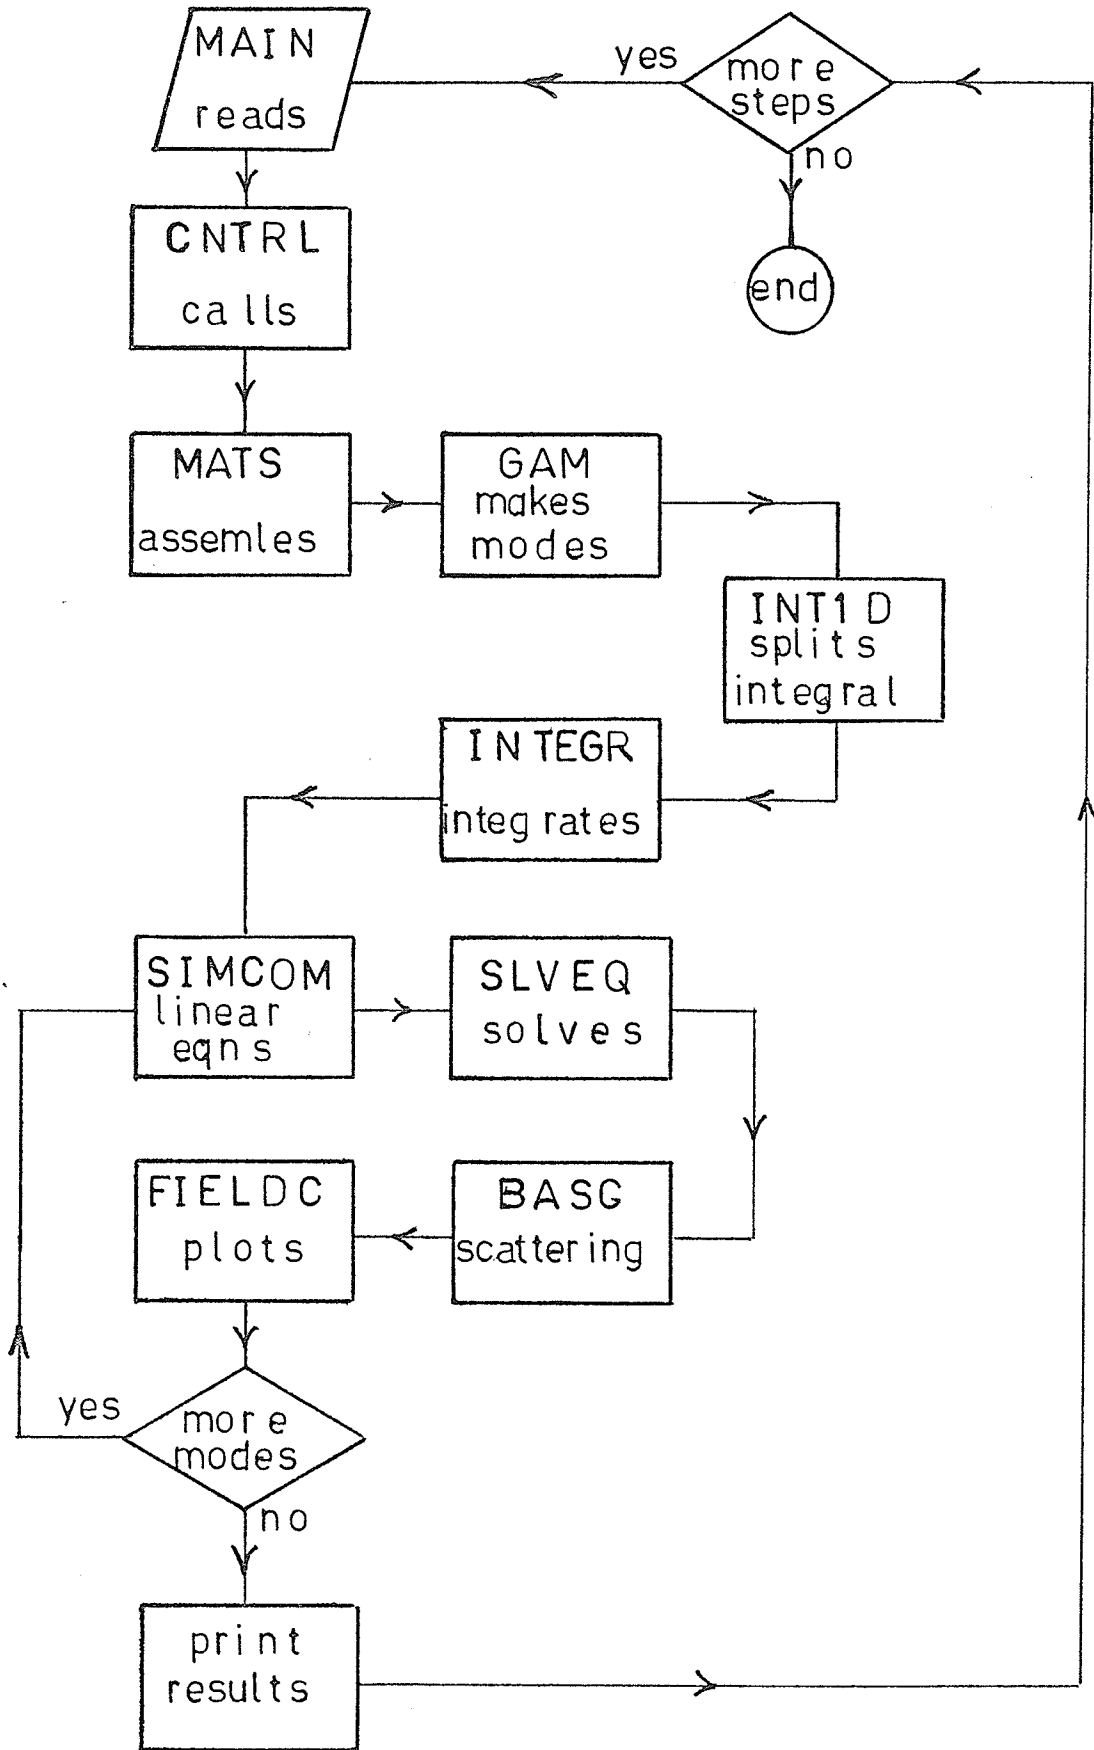 MAIN
reads
yes
more
steps
no
end
CNTRL
calls
MATS
assemles
GAM
makes
modes
INT1D
splits
integral
INTEGR
integrates
SIMCOM
linear
eqns
SLVEQ
solves
BASG
scattering
FIELDC
plots
yes
more
modes
no
print
results